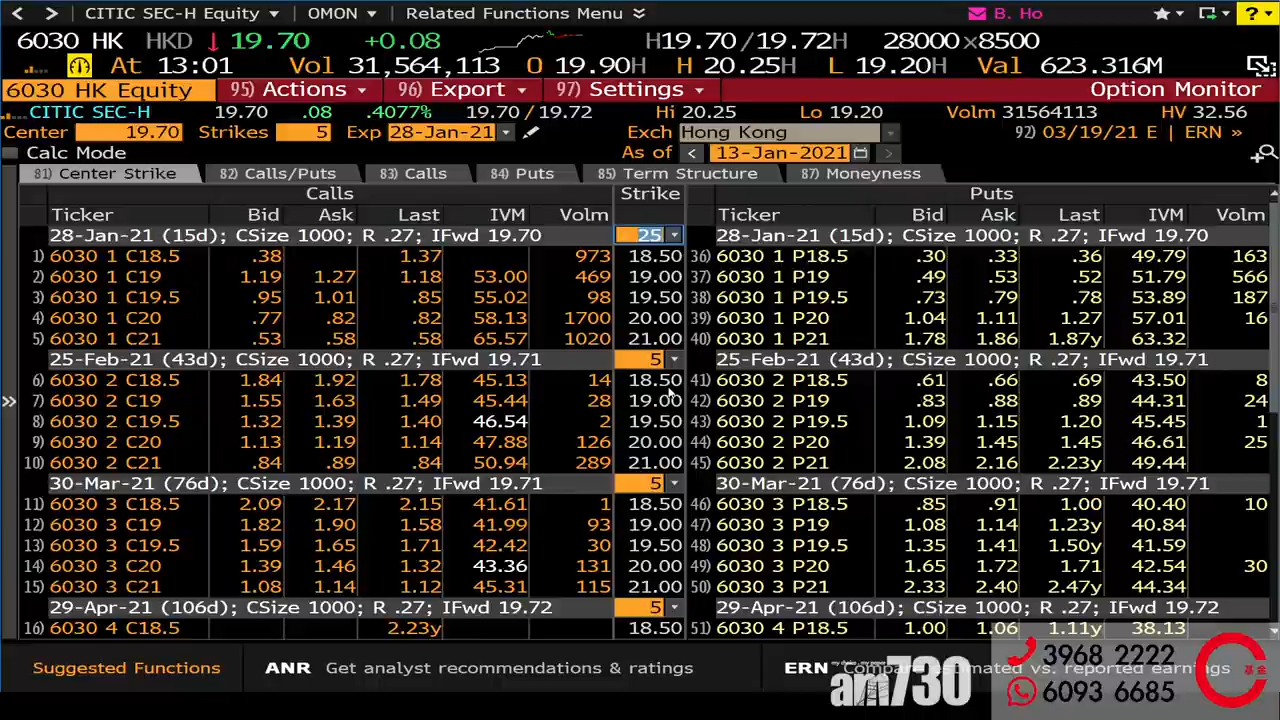 < > CITIC SEC-H Equity OMON Related Functions Menu B. Ho ?
6030 HK HKD ↓ 19.70 +0.08 H19.70/19.72H 28000×8500
At 13:01 Vol 31,564,113 O 19.90H H 20.25H L 19.20H Val 623.316M
6030 HK Equity 95) Actions 96) Export 97) Settings Option Monitor
CITIC SEC-H 19.70 .08 .4077% 19.70 / 19.72 Hi 20.25 Lo 19.20 Volm 31564113 HV 32.56
Center 19.70 Strikes 5 Exp 28-Jan-21 Exch Hong Kong 92) 03/19/21 E | ERN »
Calc Mode As of < 13-Jan-2021 >
81) Center Strike 82) Calls/Puts 83) Calls 84) Puts 85) Term Structure 87) Moneyness
Calls Strike Puts
Ticker Bid Ask Last IVM Volm Ticker Bid Ask Last IVM Volm
28-Jan-21 (15d); CSize 1000; R .27; IFwd 19.70 25 28-Jan-21 (15d); CSize 1000; R .27; IFwd 19.70
1) 6030 1 C18.5 .38 1.37 973 18.50 36) 6030 1 P18.5 .30 .33 .36 49.79 163
2) 6030 1 C19 1.19 1.27 1.18 53.00 469 19.00 37) 6030 1 P19 .49 .53 .52 51.79 566
3) 6030 1 C19.5 .95 1.01 .85 55.02 98 19.50 38) 6030 1 P19.5 .73 .79 .78 53.89 187
4) 6030 1 C20 .77 .82 .82 58.13 1700 20.00 39) 6030 1 P20 1.04 1.11 1.27 57.01 16
5) 6030 1 C21 .53 .58 .58 65.57 1020 21.00 40) 6030 1 P21 1.78 1.86 1.87y 63.32
25-Feb-21 (43d); CSize 1000; R .27; IFwd 19.71 5 25-Feb-21 (43d); CSize 1000; R .27; IFwd 19.71
6) 6030 2 C18.5 1.84 1.92 1.78 45.13 14 18.50 41) 6030 2 P18.5 .61 .66 .69 43.50 8
7) 6030 2 C19 1.55 1.63 1.49 45.44 28 19.00 42) 6030 2 P19 .83 .88 .89 44.31 24
8) 6030 2 C19.5 1.32 1.39 1.40 46.54 2 19.50 43) 6030 2 P19.5 1.09 1.15 1.20 45.45 1
9) 6030 2 C20 1.13 1.19 1.14 47.88 126 20.00 44) 6030 2 P20 1.39 1.45 1.45 46.61 25
10) 6030 2 C21 .84 .89 .84 50.94 289 21.00 45) 6030 2 P21 2.08 2.16 2.23y 49.44
30-Mar-21 (76d); CSize 1000; R .27; IFwd 19.71 5 30-Mar-21 (76d); CSize 1000; R .27; IFwd 19.71
11) 6030 3 C18.5 2.09 2.17 2.15 41.61 1 18.50 46) 6030 3 P18.5 .85 .91 1.00 40.40 10
12) 6030 3 C19 1.82 1.90 1.58 41.99 93 19.00 47) 6030 3 P19 1.08 1.14 1.23y 40.84
13) 6030 3 C19.5 1.59 1.65 1.71 42.42 30 19.50 48) 6030 3 P19.5 1.35 1.41 1.50y 41.59
14) 6030 3 C20 1.39 1.46 1.32 43.36 131 20.00 49) 6030 3 P20 1.65 1.72 1.71 42.54 30
15) 6030 3 C21 1.08 1.14 1.12 45.31 115 21.00 50) 6030 3 P21 2.33 2.40 2.47y 44.34
29-Apr-21 (106d); CSize 1000; R .27; IFwd 19.72 5 29-Apr-21 (106d); CSize 1000; R .27; IFwd 19.72
16) 6030 4 C18.5 2.23y 18.50 51) 6030 4 P18.5 1.00 1.06 1.11y 38.13
Suggested Functions ANR Get analyst recommendations & ratings ERN Compare estimated vs. reported earnings
am730
3968 2222
6093 6685
基金